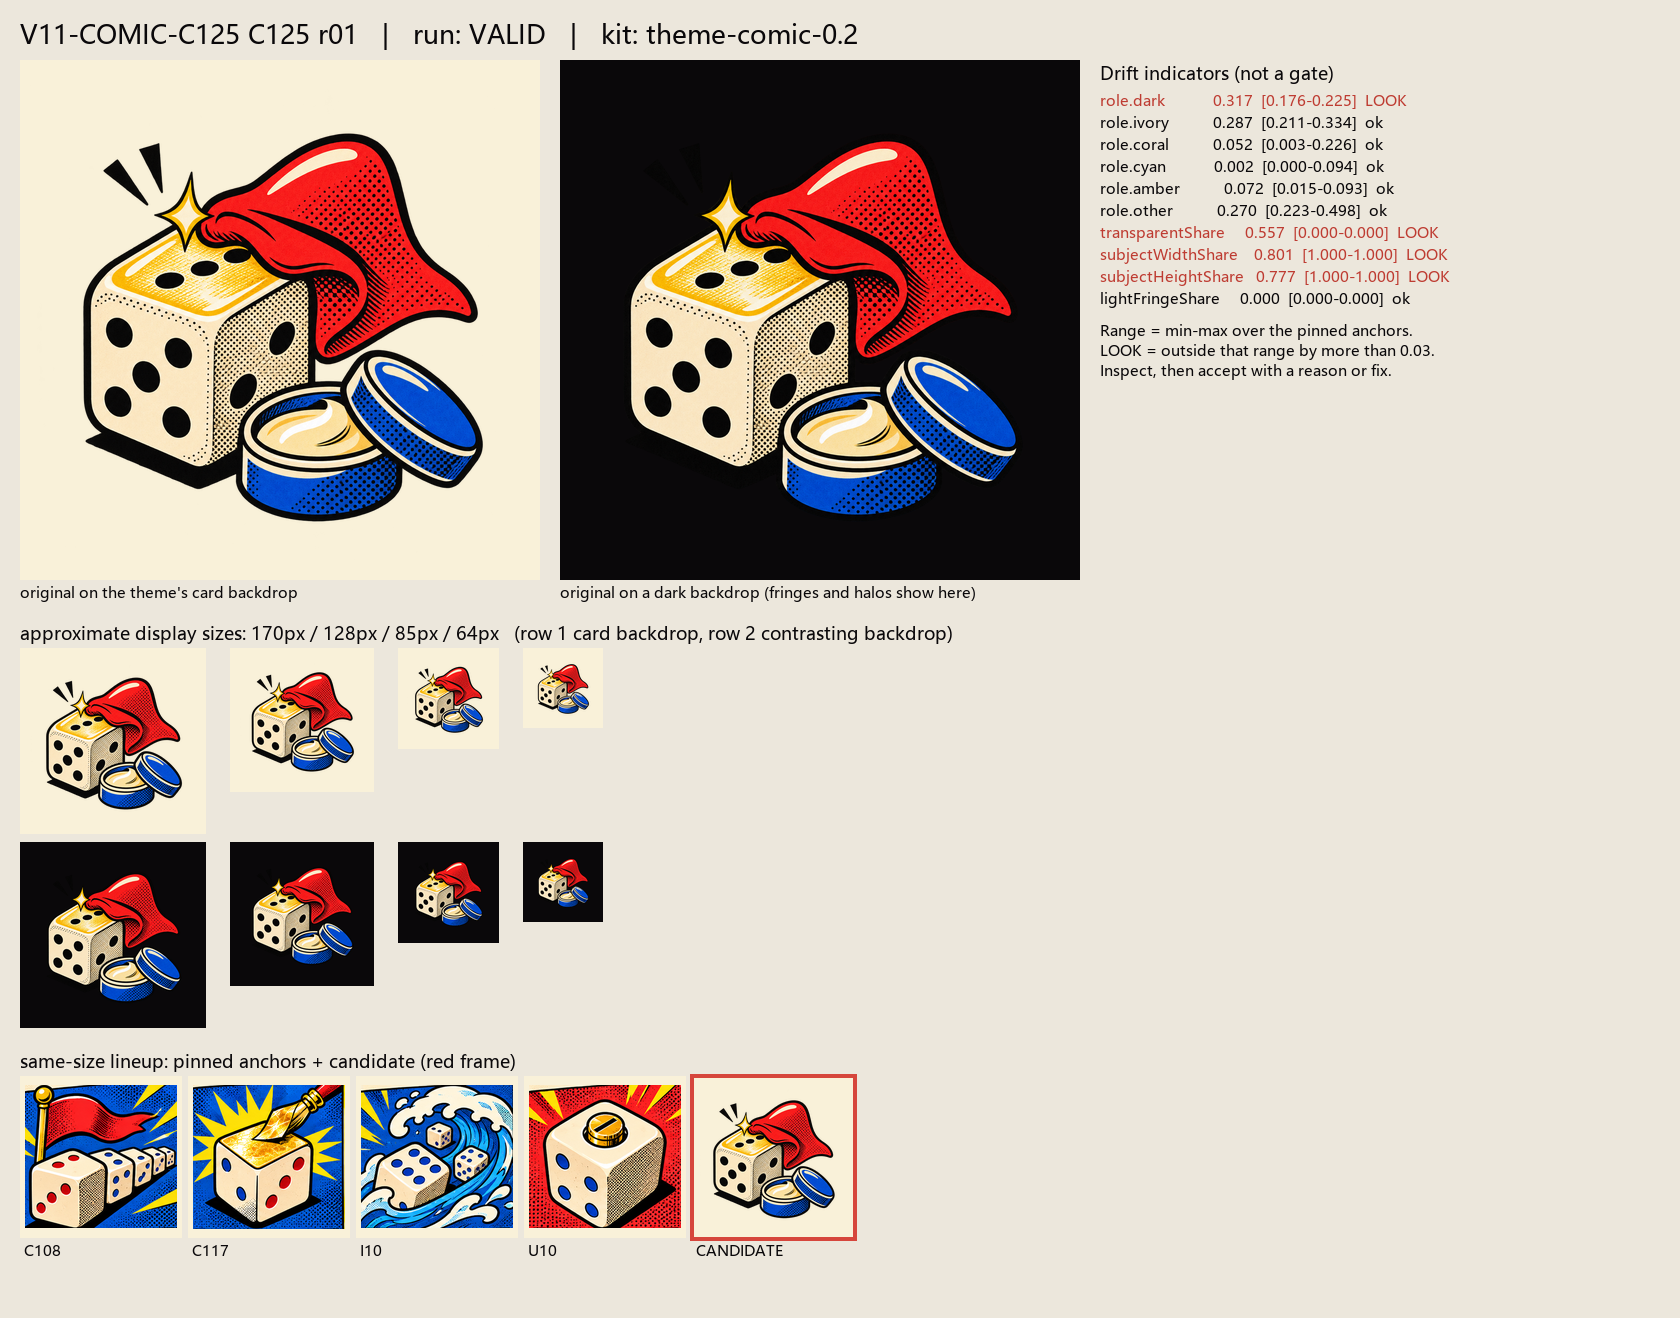 V11-COMIC-C125 C125 r01 | run: VALID | kit: theme-comic-0.2
Drift indicators (not a gate)
role.dark 0.317 [0.176-0.225] LOOK
role.ivory 0.287 [0.211-0.334] ok
role.coral 0.052 [0.003-0.226] ok
role.cyan 0.002 [0.000-0.094] ok
role.amber 0.072 [0.015-0.093] ok
role.other 0.270 [0.223-0.498] ok
transparentShare 0.557 [0.000-0.000] LOOK
subjectWidthShare 0.801 [1.000-1.000] LOOK
subjectHeightShare 0.777 [1.000-1.000] LOOK
lightFringeShare 0.000 [0.000-0.000] ok
Range = min-max over the pinned anchors.
LOOK = outside that range by more than 0.03.
Inspect, then accept with a reason or fix.
original on the theme's card backdrop
original on a dark backdrop (fringes and halos show here)
approximate display sizes: 170px / 128px / 85px / 64px (row 1 card backdrop, row 2 contrasting backdrop)
same-size lineup: pinned anchors + candidate (red frame)
C108
C117
I10
U10
CANDIDATE